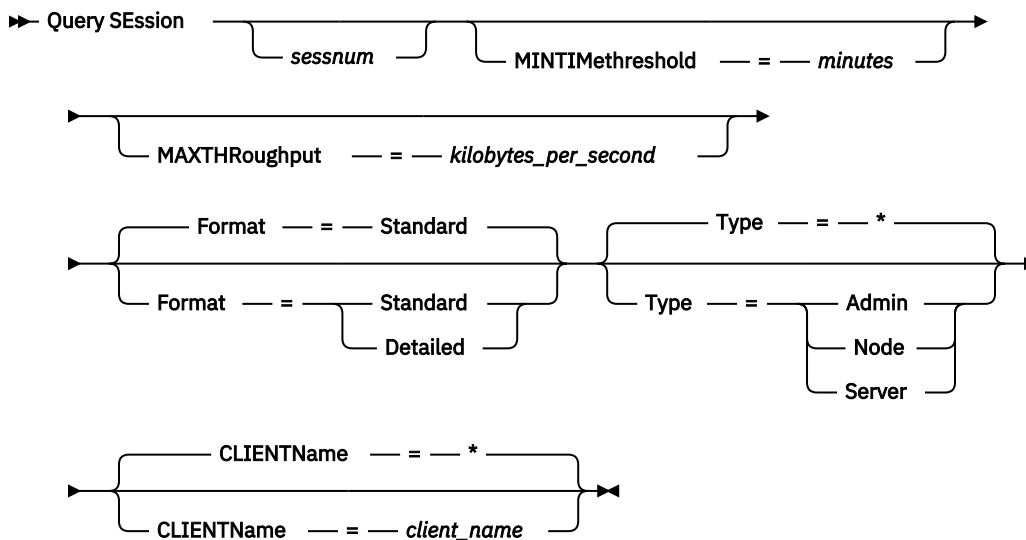 Query SEssion
sessnum
MINTIMethreshold = minutes
MAXTHRoughput = kilobytes_per_second
Format = Standard
Type = *
Format = Standard
Type = Admin
Detailed
Node
Server
CLIENTName = *
CLIENTName = client_name